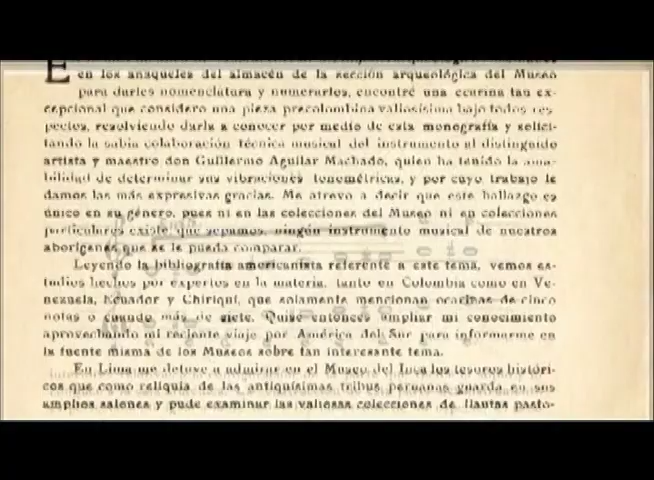 E
en los anaqueles del almacén de la sección arqueológica del Museo
para darles nomenclatura y numerarlos, encontré una ocarina tan ex-
cepcional que considero una pieza precolombina valiosísima bajo todos res-
pectos, resolviendo darla a conocer por medio de esta monografía y solici-
tando la sabia colaboración técnica musical del instrumento al distinguido
artista y maestro don Guillermo Aguilar Machado, quien ha tenido la ama-
bilidad de determinar sus vibraciones tonométricas, y por cuyo trabajo le
damos las más expresivas gracias. Me atrevo a decir que este hallazgo es
único en su género, pues ni en las colecciones del Museo ni en colecciones
particulares existe que sepamos, ningún instrumento musical de nuestros
aborígenes que se le pueda comparar.
Leyendo la bibliografía americanista referente a este tema, vemos es-
tudios hechos por expertos en la materia, tanto en Colombia como en Ve-
nezuela, Ecuador y Chiriquí, que solamente mencionan ocarinas de cinco
notas o cuando más de siete. Quise entonces ampliar mi conocimiento
aprovechando mi reciente viaje por América del Sur para informarme en
la fuente misma de los Museos sobre tan interesante tema.
En Lima me detuve a admirar en el Museo del Inca los tesoros históri-
cos que como reliquia de las antiquísimas tribus peruanas guarda en sus
amplios salones y pude examinar las valiosas colecciones de flautas pasto-